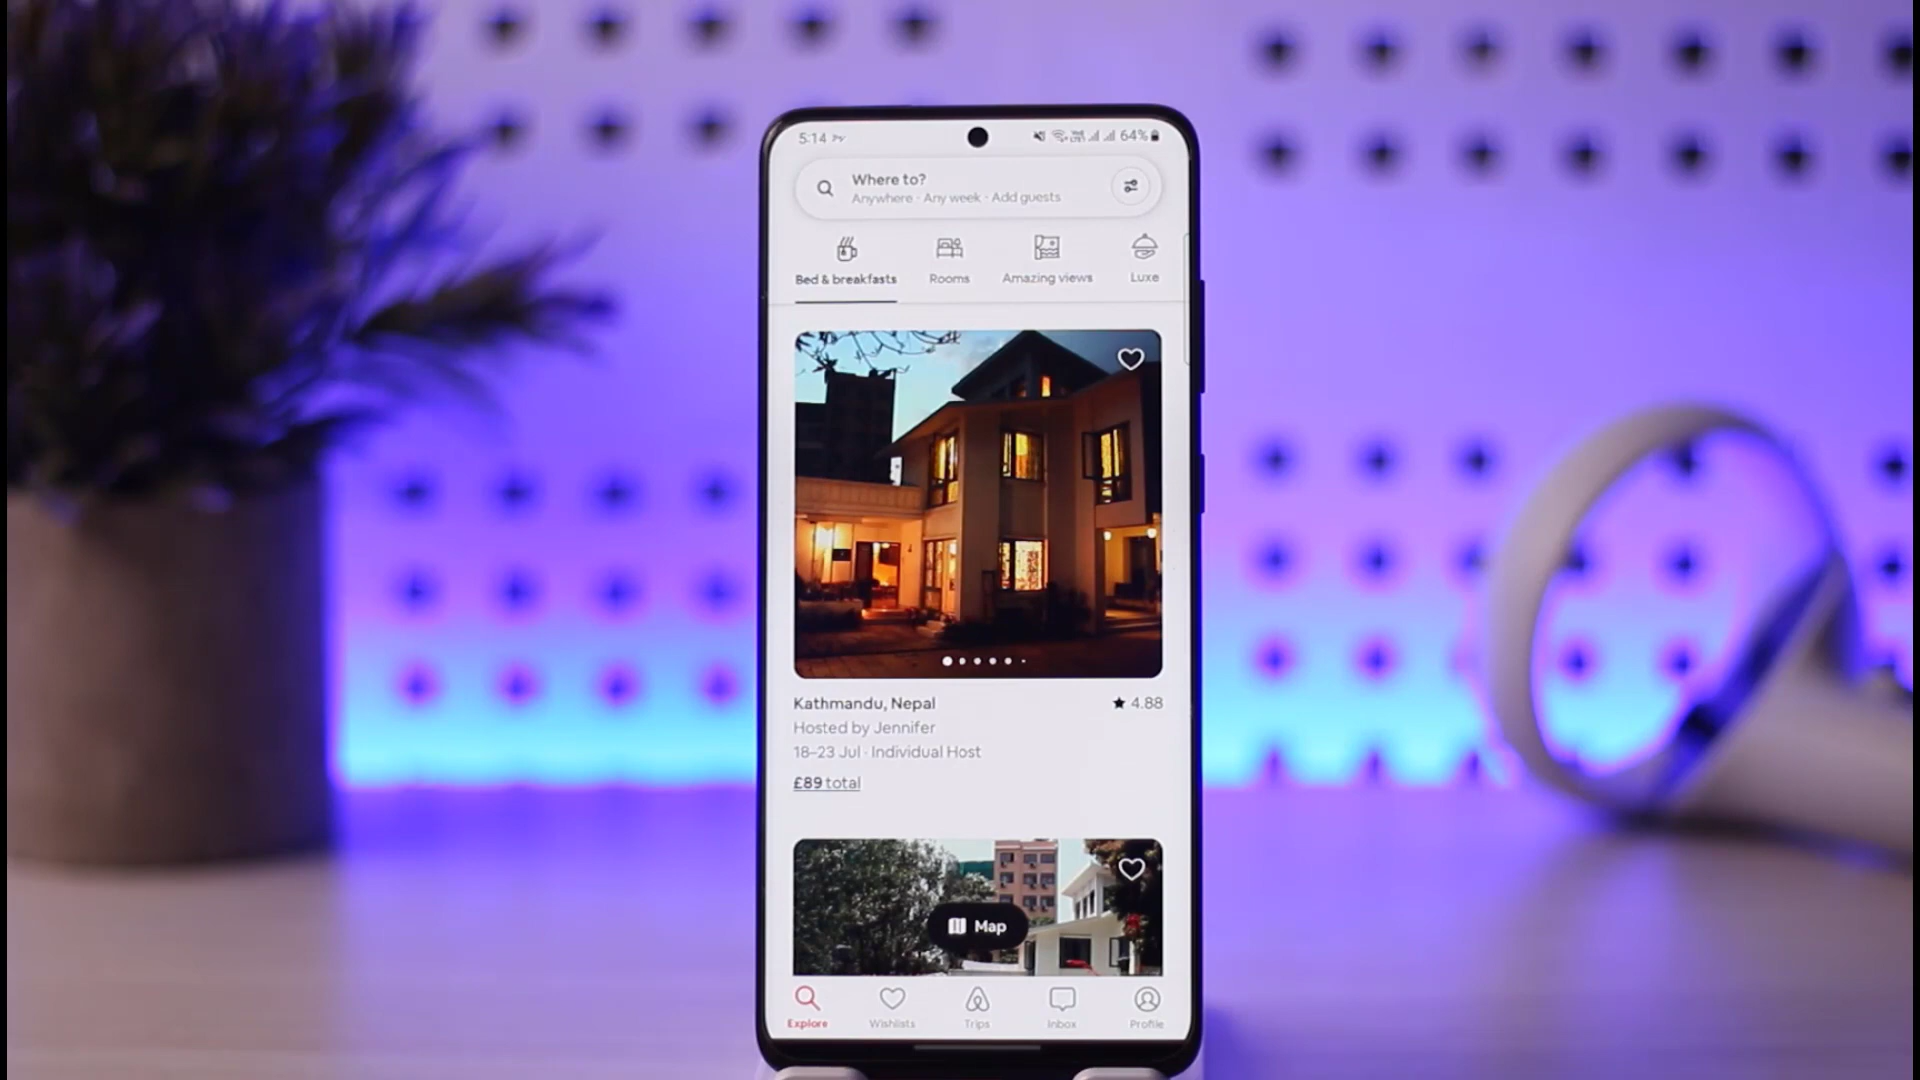 5:14
64%
Where to?
Anywhere · Any week · Add guests
Bed & breakfasts
Rooms
Amazing views
Luxe
Kathmandu, Nepal
4.88
Hosted by Jennifer
18–23 Jul · Individual Host
£89 total
Map
Explore
Wishlists
Trips
Inbox
Profile